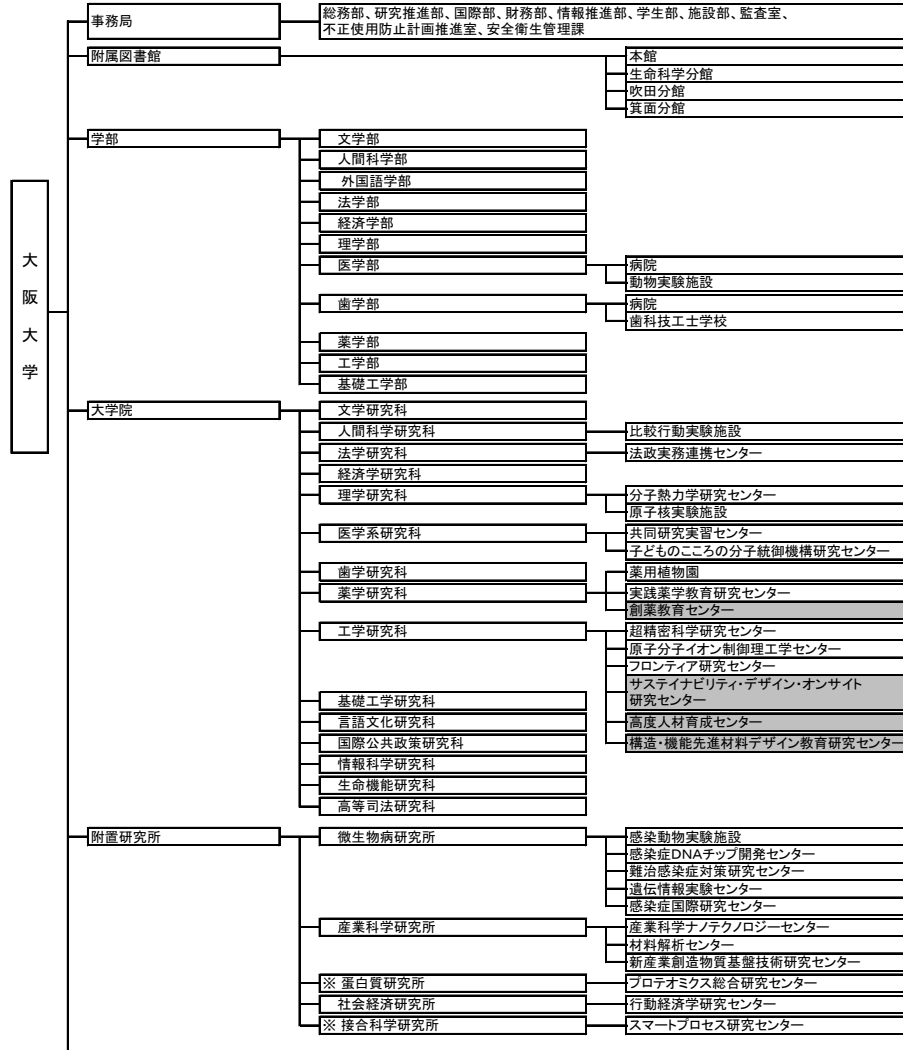 大阪大学
事務局
総務部、研究推進部、国際部、財務部、情報推進部、学生部、施設部、監査室、
不正使用防止計画推進室、安全衛生管理課
附属図書館
本館
生命科学分館
吹田分館
箕面分館
学部
文学部
人間科学部
外国語学部
法学部
経済学部
理学部
医学部
病院
動物実験施設
歯学部
病院
歯科技工士学校
薬学部
工学部
基礎工学部
大学院
文学研究科
人間科学研究科
比較行動実験施設
法学研究科
法政実務連携センター
経済学研究科
理学研究科
分子熱力学研究センター
原子核実験施設
医学系研究科
共同研究実習センター
子どものこころの分子統御機構研究センター
歯学研究科
薬学研究科
薬用植物園
実践薬学教育研究センター
創薬教育センター
工学研究科
超精密科学研究センター
原子分子イオン制御理工学センター
フロンティア研究センター
サステイナビリティ・デザイン・オンサイト
研究センター
高度人材育成センター
構造・機能先進材料デザイン教育研究センター
基礎工学研究科
言語文化研究科
国際公共政策研究科
情報科学研究科
生命機能研究科
高等司法研究科
附置研究所
微生物病研究所
感染動物実験施設
感染症DNAチップ開発センター
難治感染症対策研究センター
遺伝情報実験センター
感染症国際研究センター
産業科学研究所
産業科学ナノテクノロジーセンター
材料解析センター
新産業創造物質基盤技術研究センター
※ 蛋白質研究所
プロテオミクス総合研究センター
社会経済研究所
行動経済学研究センター
※ 接合科学研究所
スマートプロセス研究センター